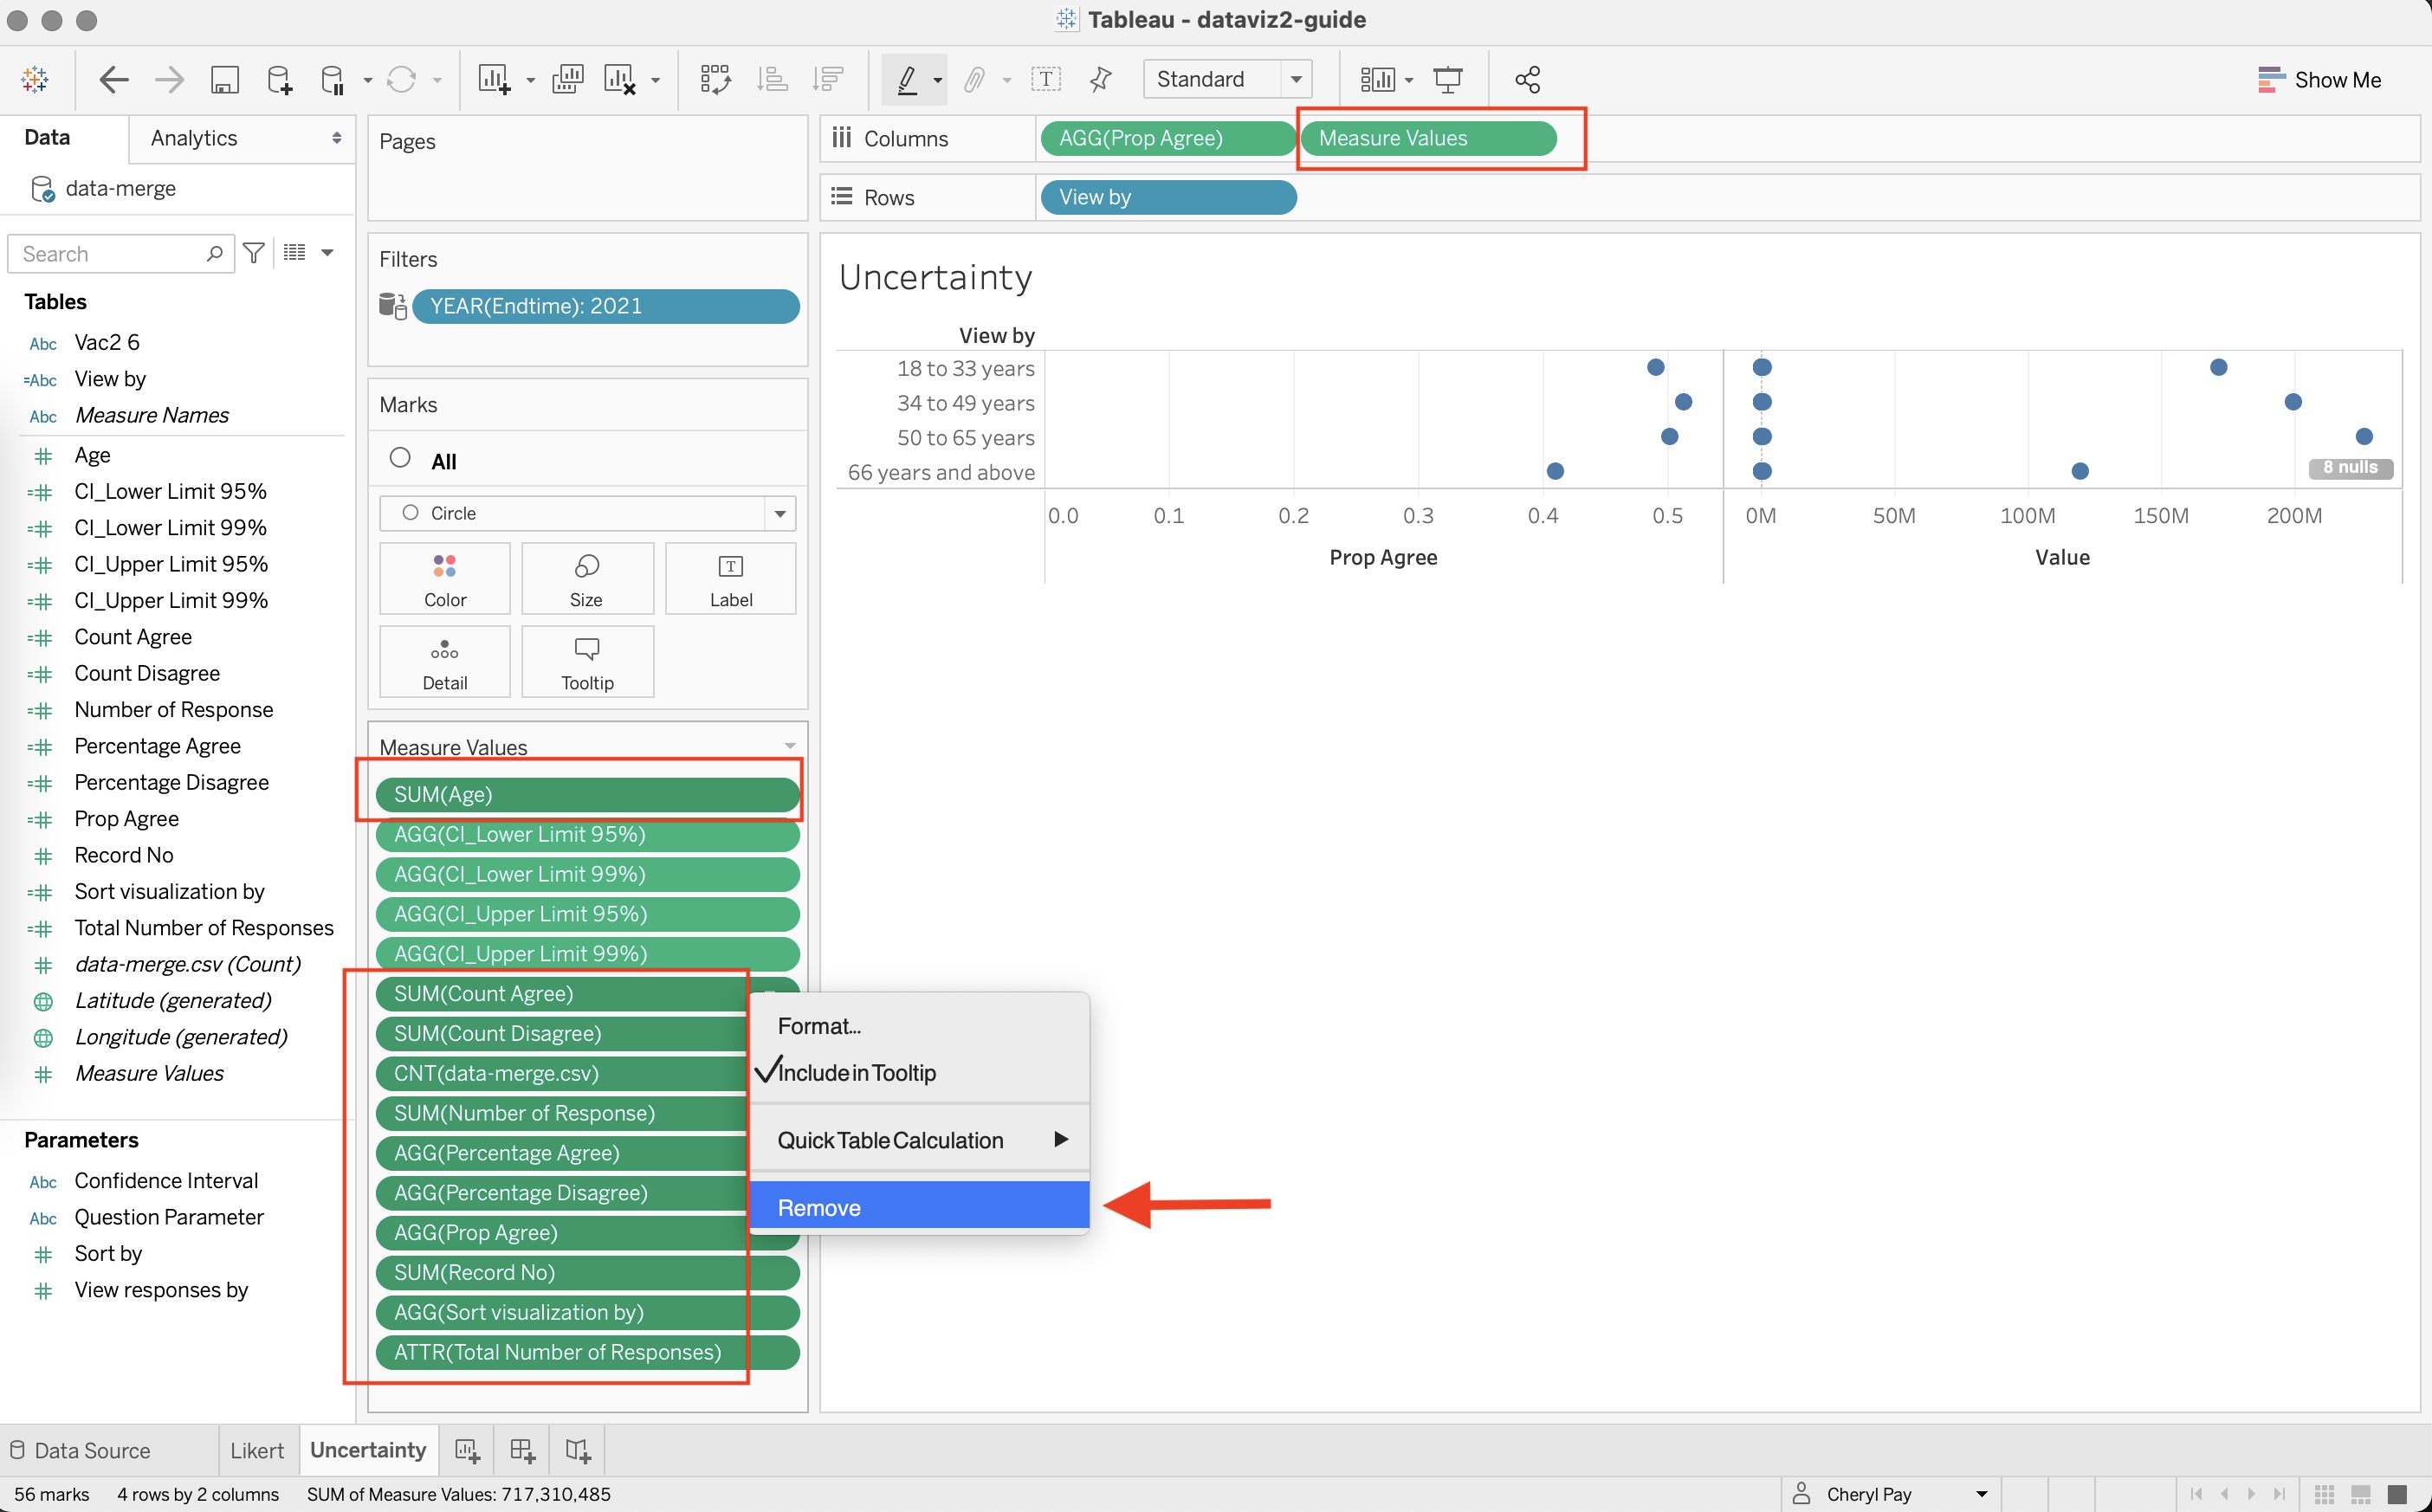 Tableau - dataviz2-guide
Standard
Show Me
Data
Analytics
data-merge
Search
Tables
Abc Vac2 6
=Abc View by
Abc Measure Names
Age
CI_Lower Limit 95%
CI_Lower Limit 99%
CI_Upper Limit 95%
CI_Upper Limit 99%
Count Agree
Count Disagree
Number of Response
Percentage Agree
Percentage Disagree
Prop Agree
Record No
Sort visualization by
Total Number of Responses
data-merge.csv (Count)
Latitude (generated)
Longitude (generated)
Measure Values
Parameters
Abc Confidence Interval
Abc Question Parameter
Sort by
View responses by
Pages
Filters
YEAR(Endtime): 2021
Marks
All
Circle
Color
Size
Label
Detail
Tooltip
Measure Values
SUM(Age)
AGG(CI_Lower Limit 95%)
AGG(CI_Lower Limit 99%)
AGG(CI_Upper Limit 95%)
AGG(CI_Upper Limit 99%)
SUM(Count Agree)
SUM(Count Disagree)
CNT(data-merge.csv)
SUM(Number of Response)
AGG(Percentage Agree)
AGG(Percentage Disagree)
AGG(Prop Agree)
SUM(Record No)
AGG(Sort visualization by)
ATTR(Total Number of Responses)
Format...
Include in Tooltip
Quick Table Calculation
Remove
Columns
AGG(Prop Agree)
Measure Values
Rows
View by
Uncertainty
View by
18 to 33 years
34 to 49 years
50 to 65 years
66 years and above
8 nulls
0.0 0.1 0.2 0.3 0.4 0.5 0M 50M 100M 150M 200M
Prop Agree
Value
Data Source
Likert
Uncertainty
56 marks
4 rows by 2 columns
SUM of Measure Values: 717,310,485
Cheryl Pay